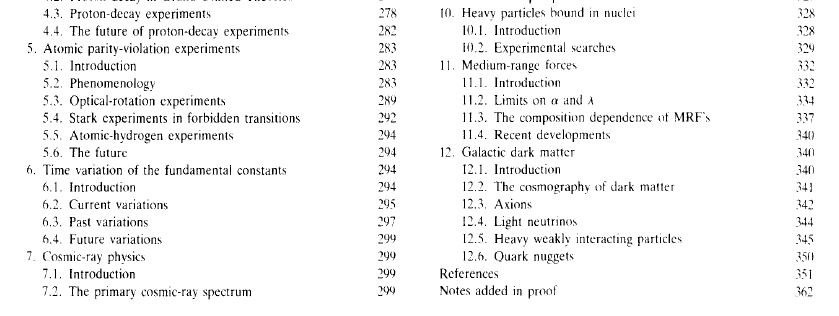 4.3. Proton-decay experiments 278
4.4. The future of proton-decay experiments 282
5. Atomic parity-violation experiments 283
5.1. Introduction 283
5.2. Phenomenology 283
5.3. Optical-rotation experiments 289
5.4. Stark experiments in forbidden transitions 292
5.5. Atomic-hydrogen experiments 294
5.6. The future 294
6. Time variation of the fundamental constants 294
6.1. Introduction 294
6.2. Current variations 295
6.3. Past variations 297
6.4. Future variations 299
7. Cosmic-ray physics 299
7.1. Introduction 299
7.2. The primary cosmic-ray spectrum 299
10. Heavy particles bound in nuclei 328
10.1. Introduction 328
10.2. Experimental searches 329
11. Medium-range forces 332
11.1. Introduction 332
11.2. Limits on α and λ 334
11.3. The composition dependence of MRF's 337
11.4. Recent developments 340
12. Galactic dark matter 340
12.1. Introduction 340
12.2. The cosmography of dark matter 341
12.3. Axions 342
12.4. Light neutrinos 344
12.5. Heavy weakly interacting particles 345
12.6. Quark nuggets 350
References 351
Notes added in proof 362